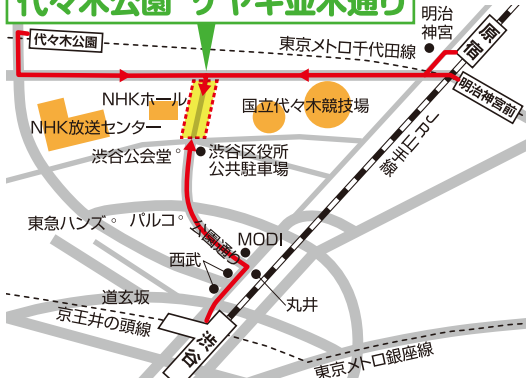 代々木公園 ケヤキ並木通り
明治
神宮
原宿
代々木公園
東京メトロ千代田線
明治神宮前
NHKホール
国立代々木競技場
NHK放送センター
JR山手線
渋谷公会堂
渋谷区役所
公共駐車場
東急ハンズ
パルコ
公園通り
MODI
西武
丸井
道玄坂
京王井の頭線
渋谷
東京メトロ銀座線